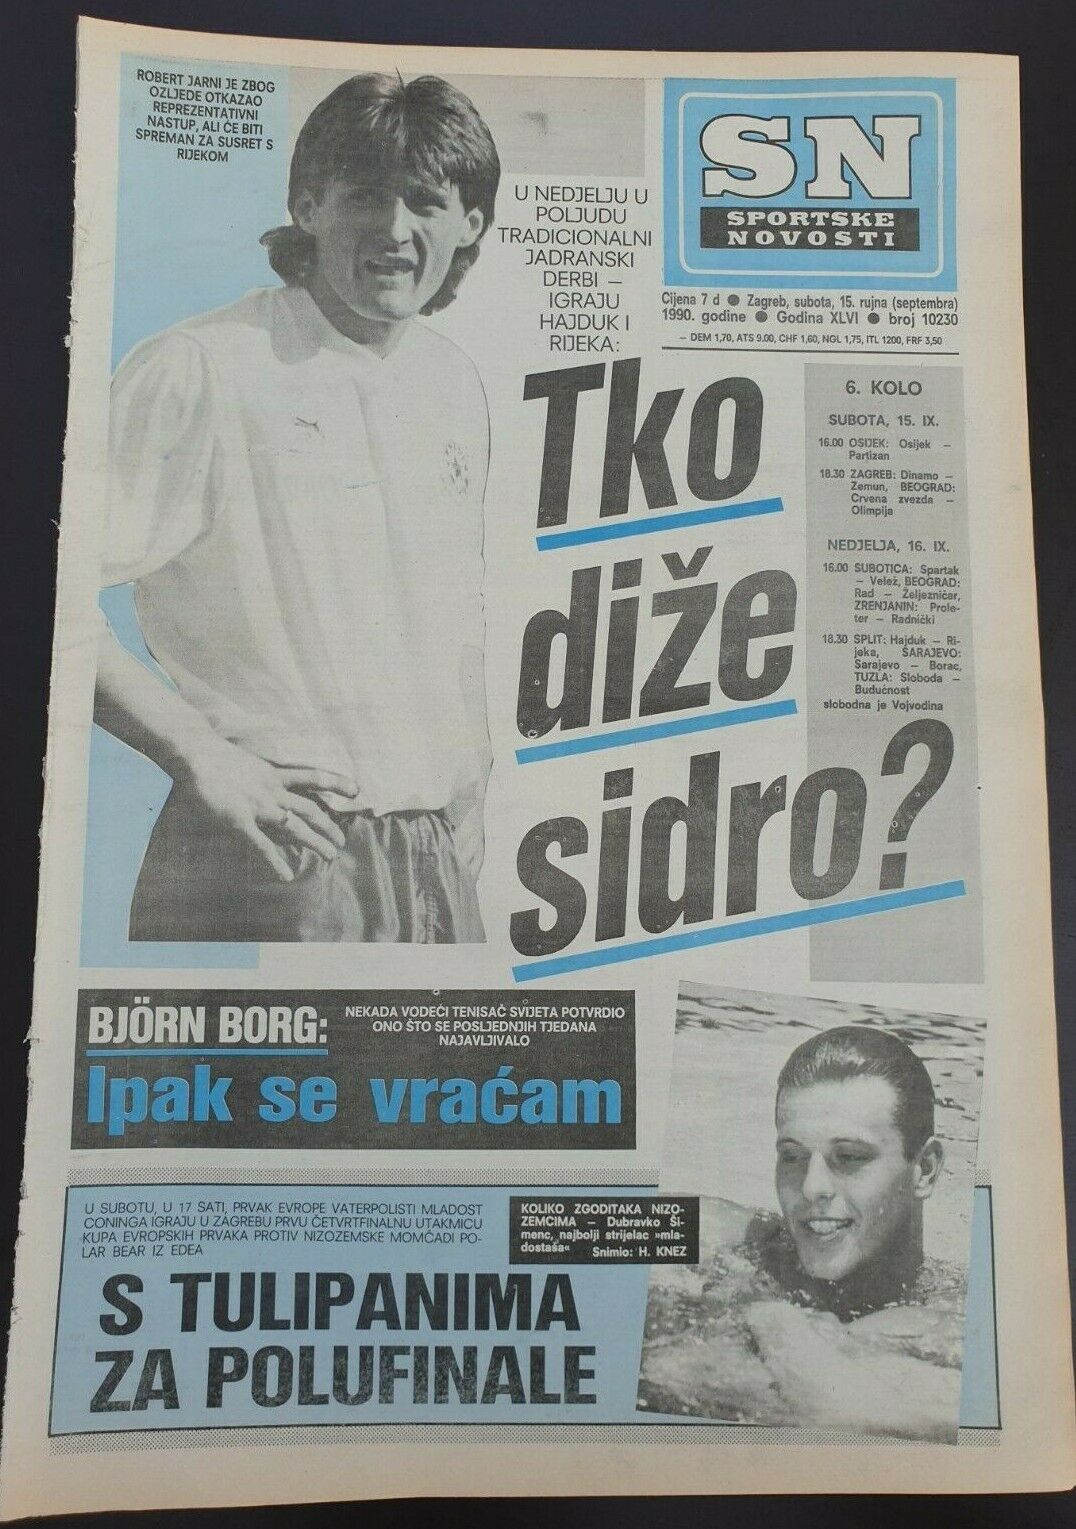 ROBERT JARNI JE ZBOG
OZLJEDE OTKAZAO
REPREZENTATIVNI
NASTUP, ALI ĆE BITI
SPREMAN ZA SUSRET S
RIJEKOM
U NEDJELJU U
POLJUDU
TRADICIONALNI
JADRANSKI
DERBI –
IGRAJU
HAJDUK I
RIJEKA:
SN
SPORTSKE
NOVOSTI
Cijena 7 d ● Zagreb, subota, 15. rujna (septembra)
1990. godine ● Godina XLVI ● broj 10230
– DEM 1,70, ATS 9.00, CHF 1,60, NGL 1,75, ITL 1200, FRF 3,50
Tko
diže
sidro?
6. KOLO
SUBOTA, 15. IX.
16.00 OSIJEK: Osijek –
Partizan
18.30 ZAGREB: Dinamo –
Zemun, BEOGRAD:
Crvena zvezda –
Olimpija
NEDJELJA, 16. IX.
16.00 SUBOTICA: Spartak
– Velež, BEOGRAD:
Rad – Željezničar,
ZRENJANIN: Prole-
ter – Radnički
18.30 SPLIT: Hajduk – Ri-
jeka, SARAJEVO:
Sarajevo – Borac,
TUZLA: Sloboda –
Budućnost
slobodna je Vojvodina
BJÖRN BORG:
NEKADA VODEĆI TENISAČ SVIJETA POTVRDIO
ONO ŠTO SE POSLJEDNJIH TJEDANA
NAJAVLJIVALO
Ipak se vraćam
U SUBOTU, U 17 SATI, PRVAK EVROPE VATERPOLISTI MLADOST
CONINGA IGRAJU U ZAGREBU PRVU ČETVRTFINALNU UTAKMICU
KUPA EVROPSKIH PRVAKA PROTIV NIZOZEMSKE MOMČADI PO-
LAR BEAR IZ EDEA
KOLIKO ZGODITAKA NIZO-
ZEMCIMA – Dubravko Ši-
menc, najbolji strijelac »mla-
dostaša« Snimio: H. KNEZ
S TULIPANIMA
ZA POLUFINALE